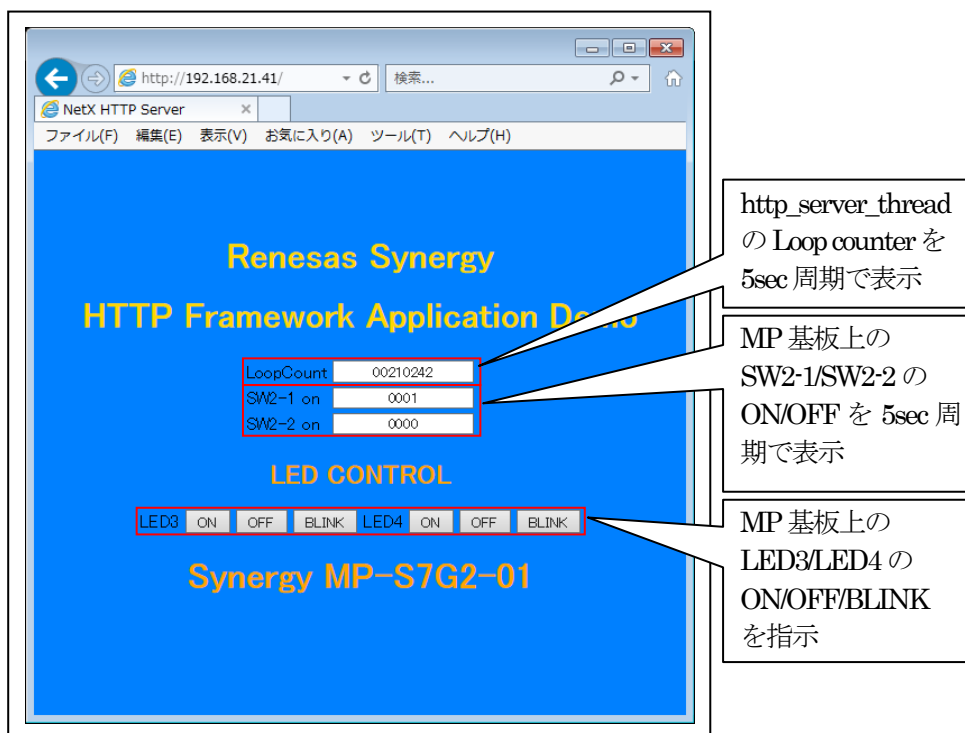 http://192.168.21.41/
検索...
NetX HTTP Server
ファイル(F) 編集(E) 表示(V) お気に入り(A) ツール(T) ヘルプ(H)
Renesas Synergy
HTTP Framework Application Demo
LoopCount 00210242
SW2-1 on 0001
SW2-2 on 0000
LED CONTROL
LED3 ON OFF BLINK LED4 ON OFF BLINK
Synergy MP-S7G2-01
http_server_thread
の Loop counter を
5sec 周期で表示
MP 基板上の
SW2-1/SW2-2 の
ON/OFF を 5sec 周
期で表示
MP 基板上の
LED3/LED4 の
ON/OFF/BLINK
を指示